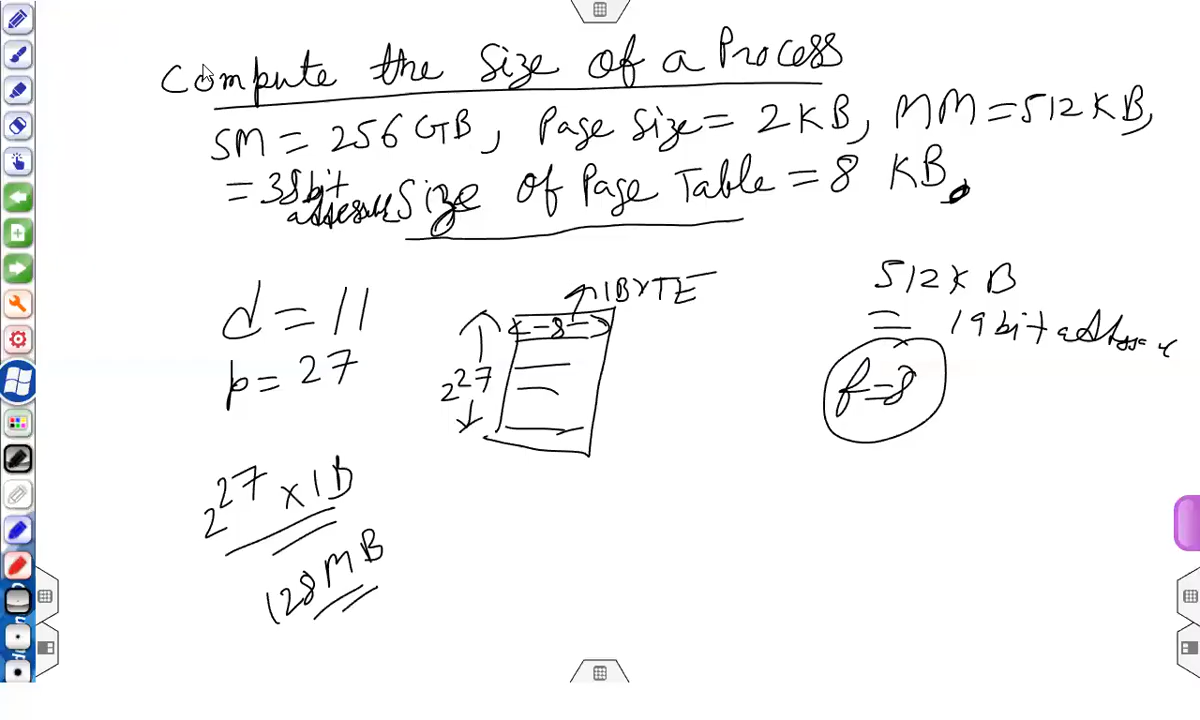 Compute the Size of a Process
SM = 256 GB, Page Size = 2 KB, MM = 512 KB,
= 38 bit
Size of Page Table = 8 KB.
d = 11
p = 27
1 BYTE
8
2^27
512 K B
= 19 bit
f = 8
2^27 x 1B
128 MB